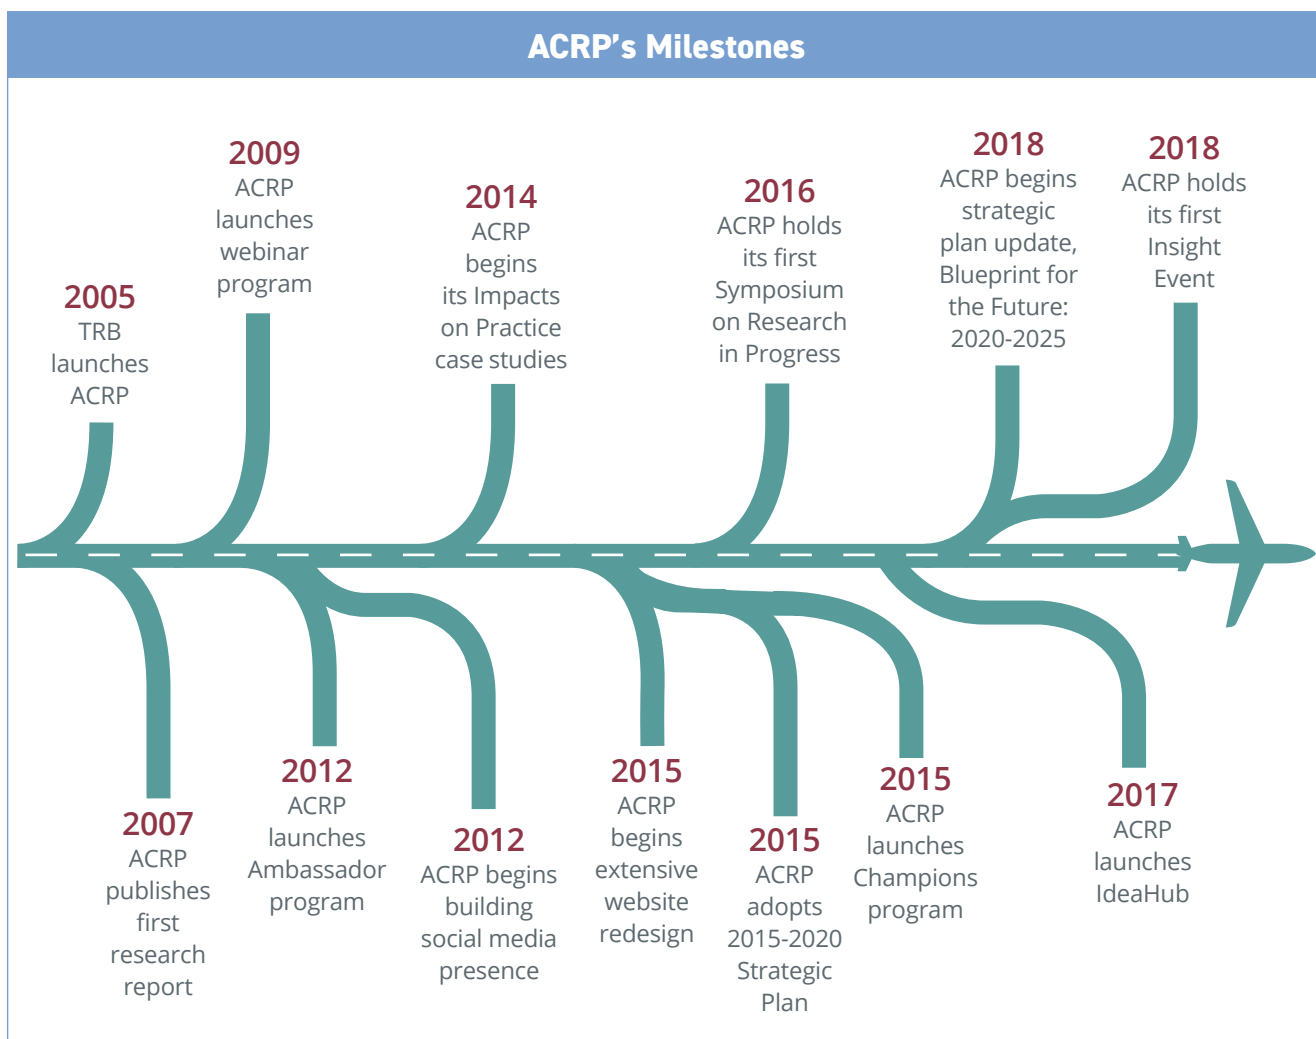 ACRP's Milestones
2005
TRB
launches
ACRP
2007
ACRP
publishes
first
research
report
2009
ACRP
launches
webinar
program
2012
ACRP
launches
Ambassador
program
2012
ACRP begins
building
social media
presence
2014
ACRP
begins
its Impacts
on Practice
case studies
2015
ACRP
begins
extensive
website
redesign
2015
ACRP
adopts
2015-2020
Strategic
Plan
2015
ACRP
launches
Champions
program
2016
ACRP holds
its first
Symposium
on Research
in Progress
2017
ACRP
launches
IdeaHub
2018
ACRP begins
strategic
plan update,
Blueprint for
the Future:
2020-2025
2018
ACRP holds
its first
Insight
Event